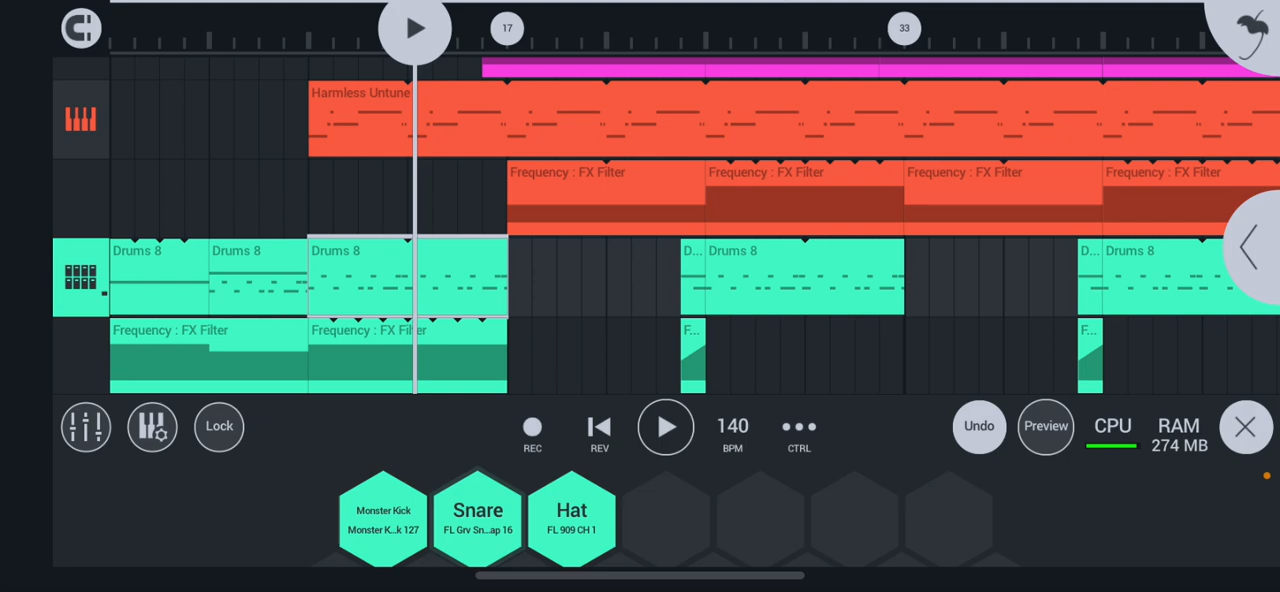 17
33
Harmless Untune
Frequency : FX Filter
Frequency : FX Filter
Frequency : FX Filter
Frequency : FX Filter
Drums 8
Drums 8
Drums 8
D...
Drums 8
D...
Drums 8
Frequency : FX Filter
Frequency : FX Filter
F...
F...
Lock
REC
REV
140
BPM
CTRL
Undo
Preview
CPU
RAM
274 MB
Monster Kick
Monster K...k 127
Snare
FL Grv Sn...ap 16
Hat
FL 909 CH 1